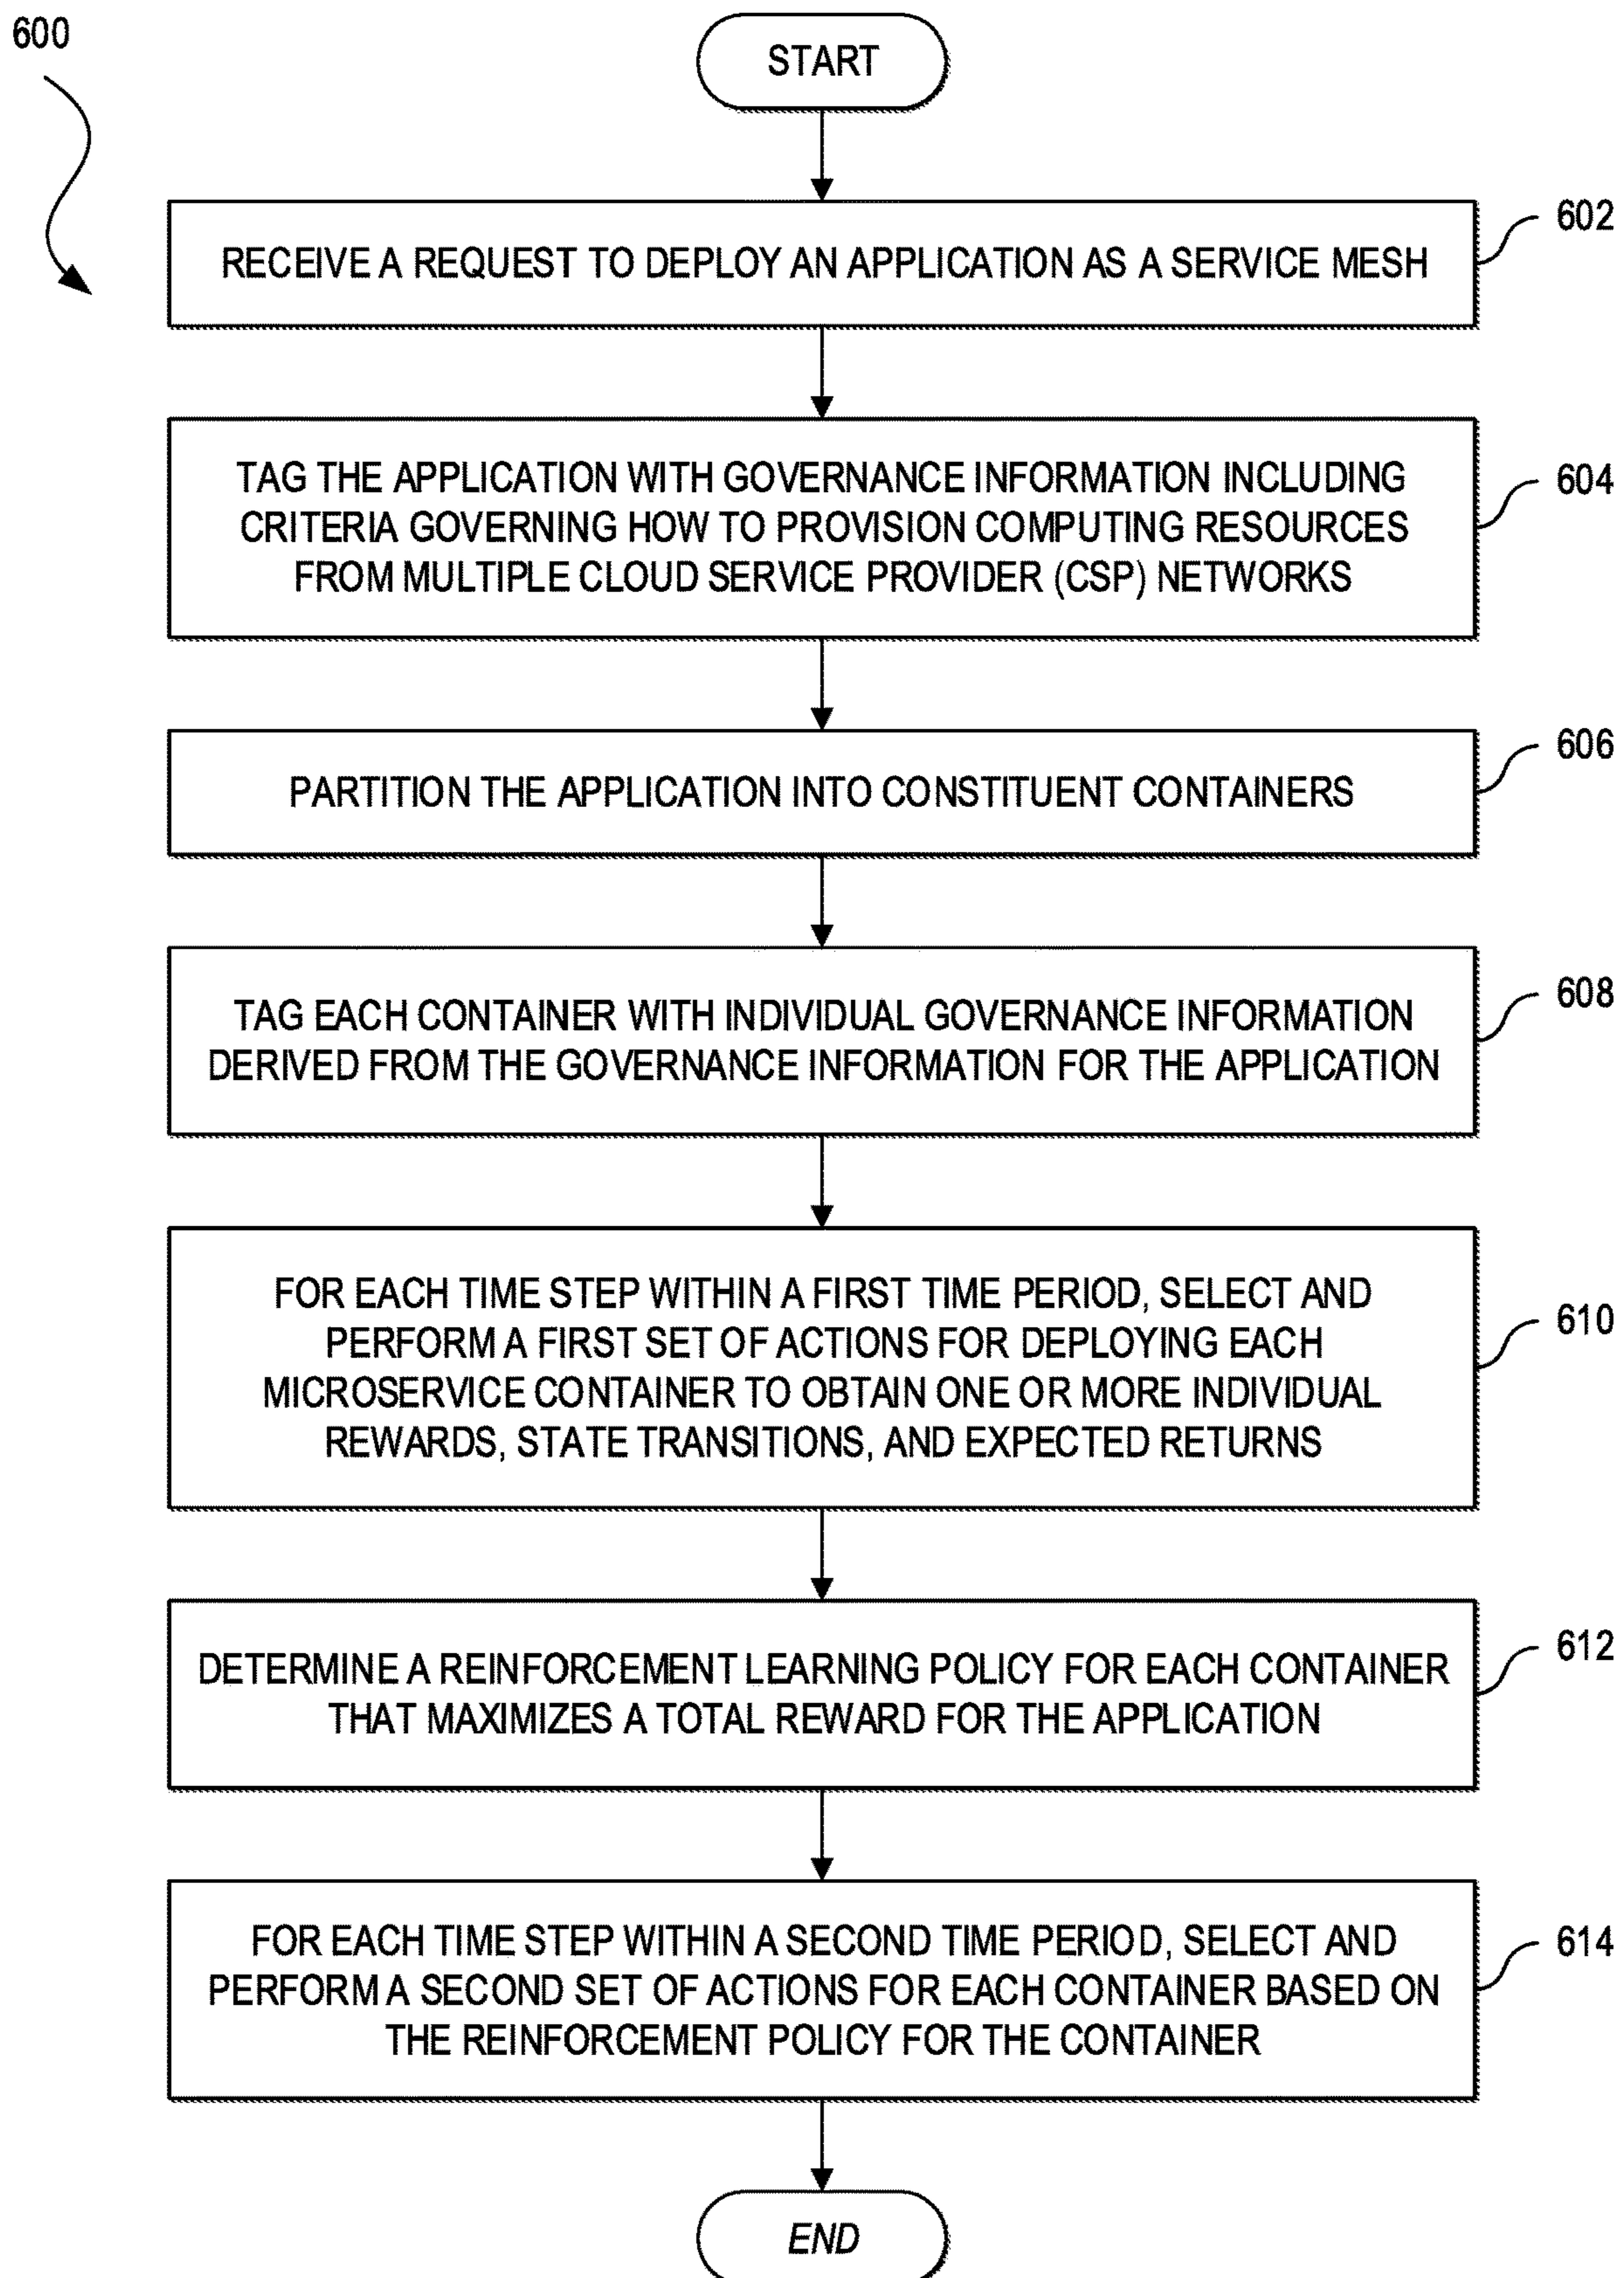 600
START
602
RECEIVE A REQUEST TO DEPLOY AN APPLICATION AS A SERVICE MESH
604
TAG THE APPLICATION WITH GOVERNANCE INFORMATION INCLUDING
CRITERIA GOVERNING HOW TO PROVISION COMPUTING RESOURCES
FROM MULTIPLE CLOUD SERVICE PROVIDER (CSP) NETWORKS
606
PARTITION THE APPLICATION INTO CONSTITUENT CONTAINERS
608
TAG EACH CONTAINER WITH INDIVIDUAL GOVERNANCE INFORMATION
DERIVED FROM THE GOVERNANCE INFORMATION FOR THE APPLICATION
610
FOR EACH TIME STEP WITHIN A FIRST TIME PERIOD, SELECT AND
PERFORM A FIRST SET OF ACTIONS FOR DEPLOYING EACH
MICROSERVICE CONTAINER TO OBTAIN ONE OR MORE INDIVIDUAL
REWARDS, STATE TRANSITIONS, AND EXPECTED RETURNS
612
DETERMINE A REINFORCEMENT LEARNING POLICY FOR EACH CONTAINER
THAT MAXIMIZES A TOTAL REWARD FOR THE APPLICATION
614
FOR EACH TIME STEP WITHIN A SECOND TIME PERIOD, SELECT AND
PERFORM A SECOND SET OF ACTIONS FOR EACH CONTAINER BASED ON
THE REINFORCEMENT POLICY FOR THE CONTAINER
END